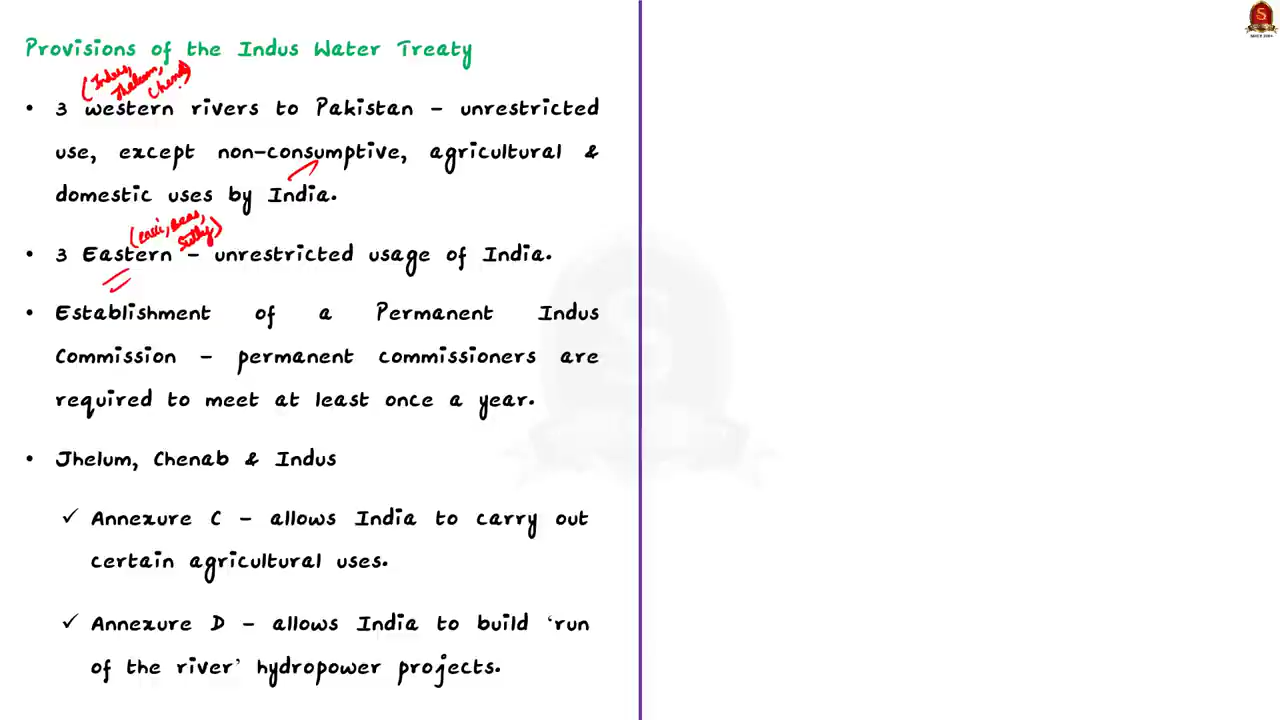 Provisions of the Indus Water Treaty
(Indus,
Jhelum,
Chenab)
• 3 western rivers to Pakistan – unrestricted
use, except non-consumptive, agricultural &
domestic uses by India.
(Ravi, Beas,
Sutlej)
• 3 Eastern – unrestricted usage of India.
• Establishment of a Permanent Indus
Commission – permanent commissioners are
required to meet at least once a year.
• Jhelum, Chenab & Indus
✓ Annexure C – allows India to carry out
certain agricultural uses.
✓ Annexure D – allows India to build ‘run
of the river’ hydropower projects.